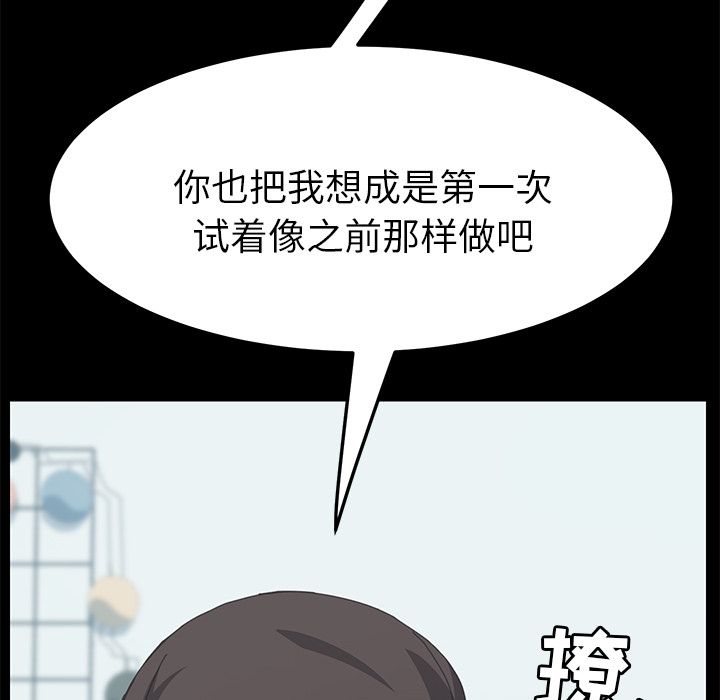 你也把我想成是第一次
试着像之前那样做吧
撩